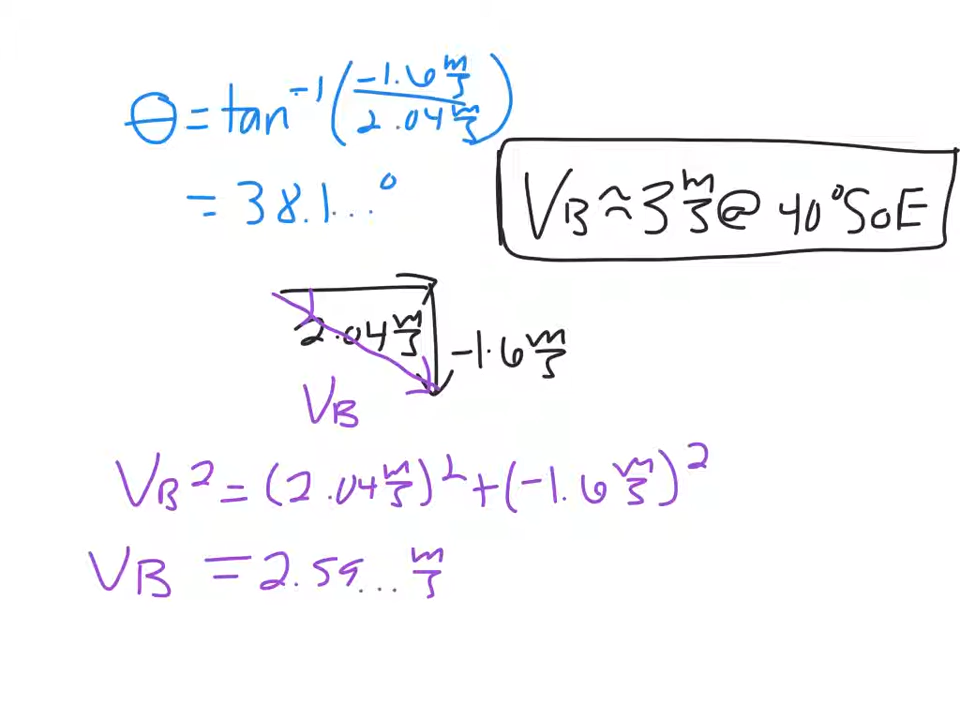 θ = tan⁻¹(-1.6 m/s / 2.04 m/s)
= 38.1...°
VB ≈ 3 m/s @ 40° SoE
2.04 m/s
-1.6 m/s
VB
VB² = (2.04 m/s)² + (-1.6 m/s)²
VB = 2.59... m/s